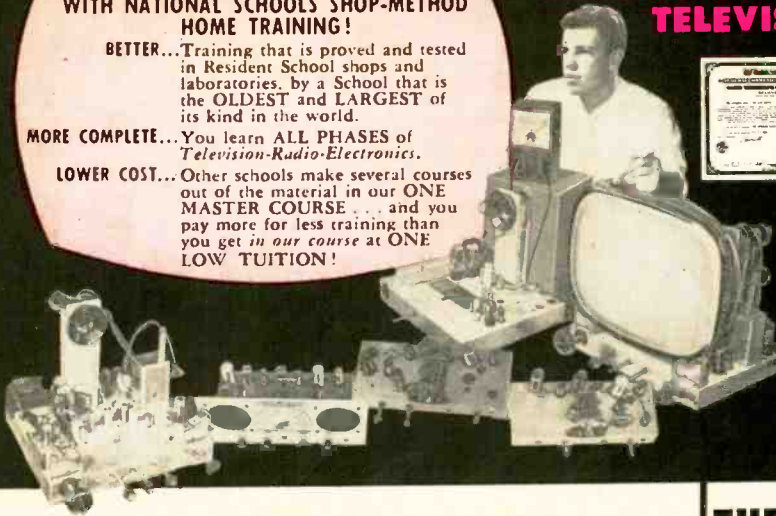 WITH NATIONAL SCHOOLS SHOP-METHOD
HOME TRAINING!
BETTER...Training that is proved and tested
in Resident School shops and
laboratories, by a School that is
the OLDEST and LARGEST of
its kind in the world.
MORE COMPLETE...You learn ALL PHASES of
Television-Radio-Electronics.
LOWER COST...Other schools make several courses
out of the material in our ONE
MASTER COURSE . . . and you
pay more for less training than
you get in our course at ONE
LOW TUITION!